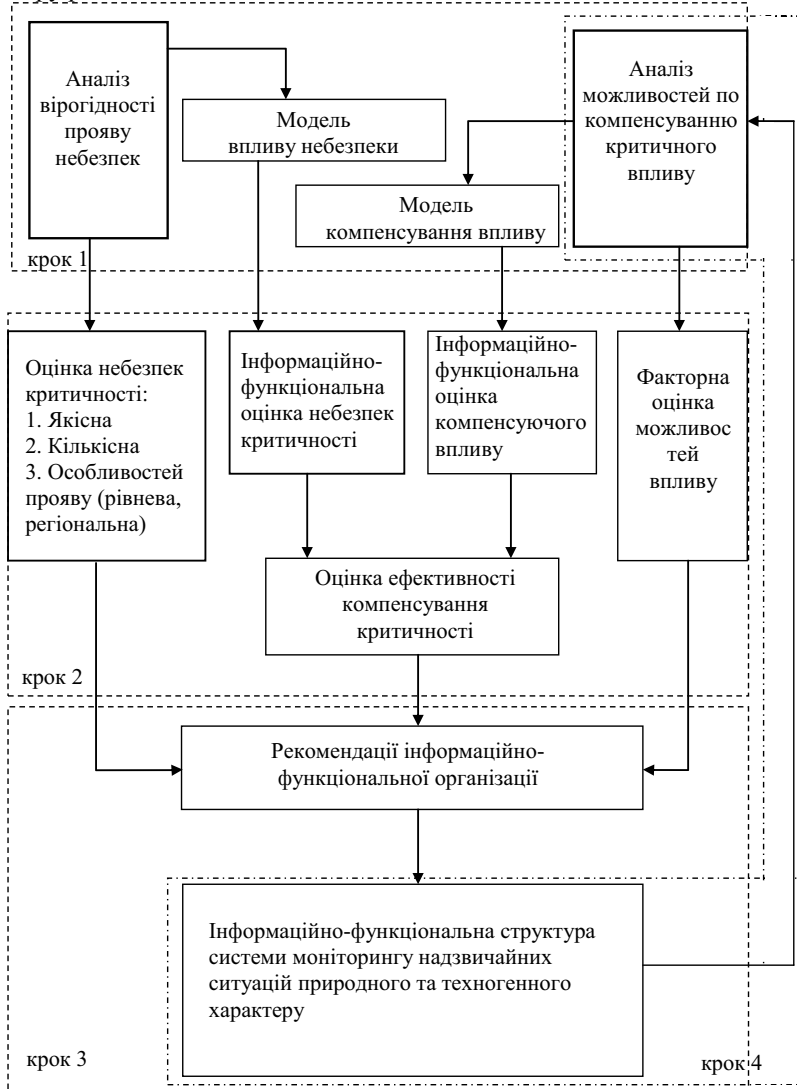 Аналіз
вірогідності
прояву
небезпек
Модель
впливу небезпеки
Модель
компенсування впливу
Аналіз
можливостей по
компенсуванню
критичного
впливу
крок 1
Оцінка небезпек
критичності:
1. Якісна
2. Кількісна
3. Особливостей
прояву (рівнева,
регіональна)
Інформаційно-
функціональна
оцінка небезпек
критичності
Інформаційно-
функціональна
оцінка
компенсуючого
впливу
Факторна
оцінка
можливос
тей
впливу
Оцінка ефективності
компенсування
критичності
крок 2
Рекомендації інформаційно-
функціональної організації
Інформаційно-функціональна структура
системи моніторингу надзвичайних
ситуацій природного та техногенного
характеру
крок 3
крок 4